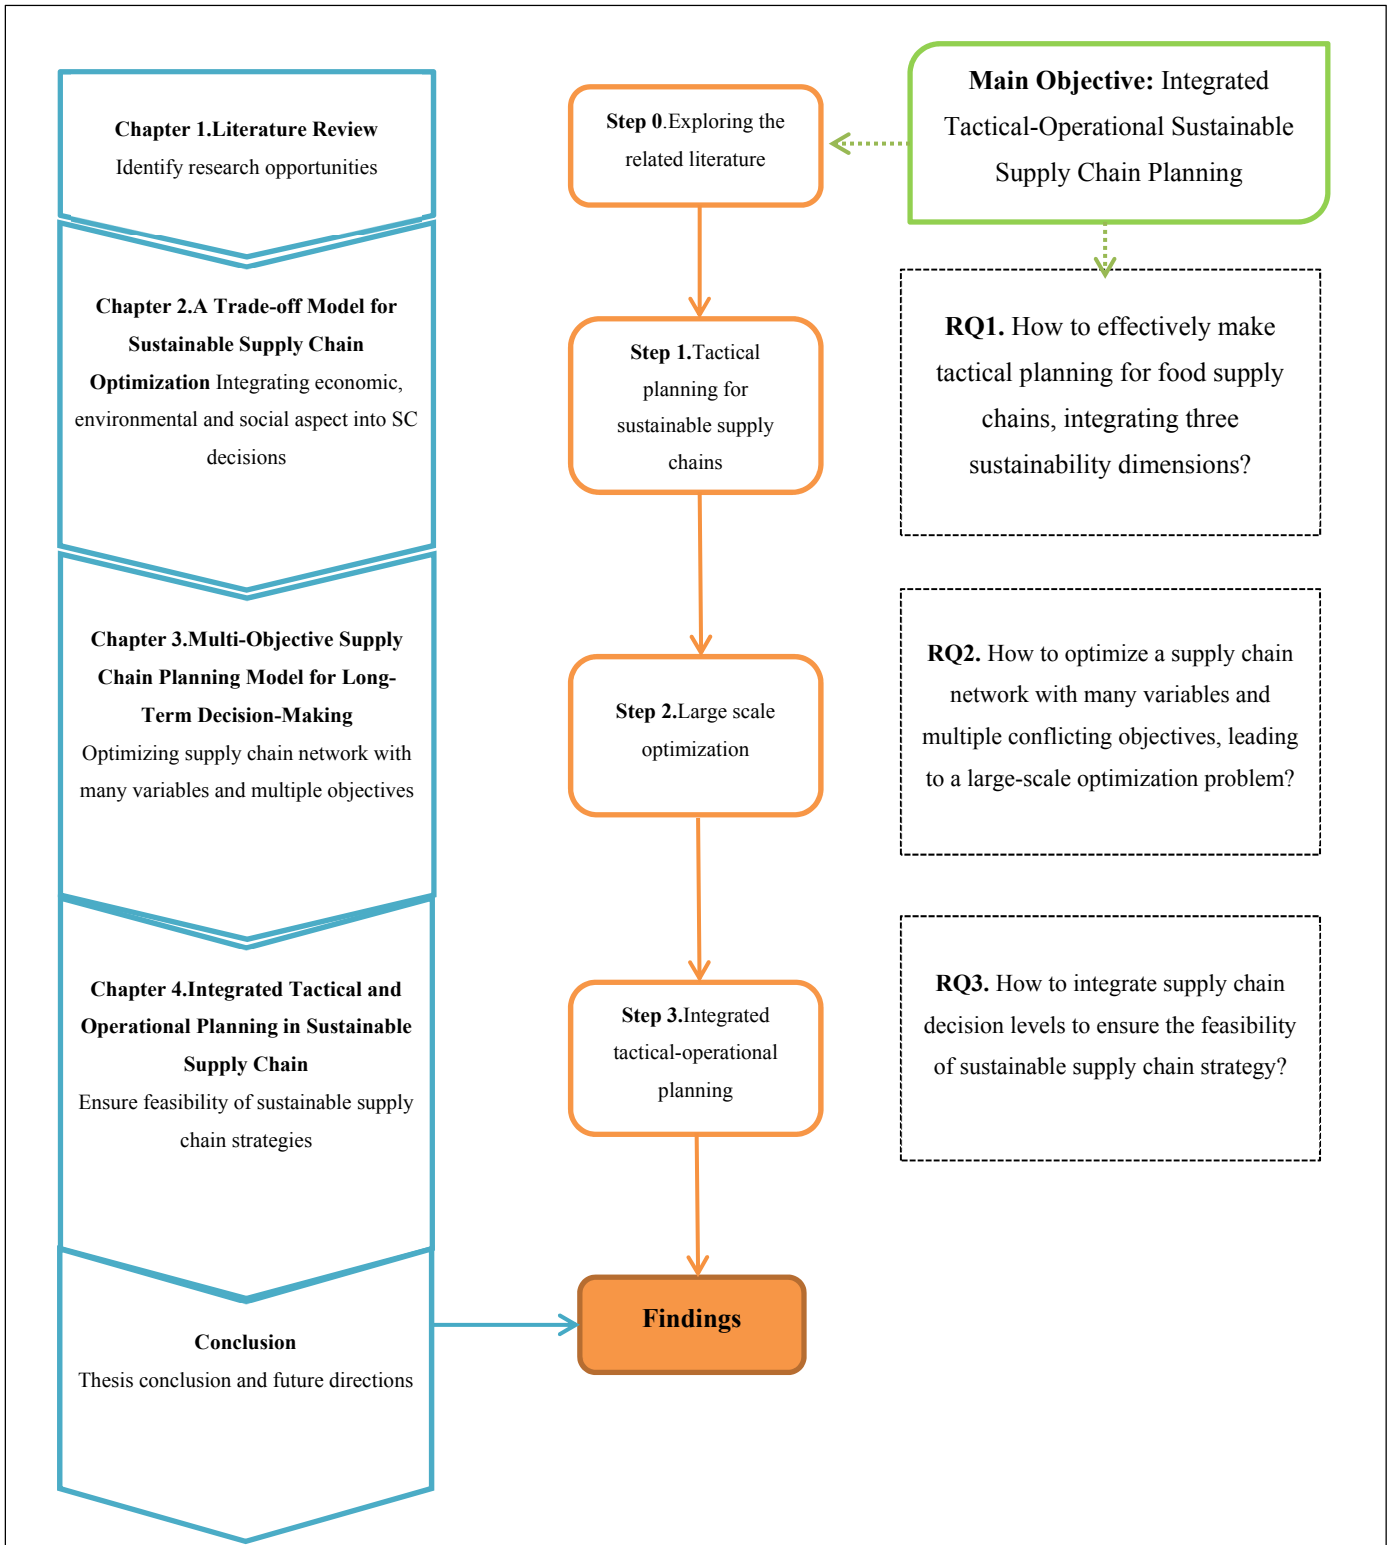 Chapter 1.Literature Review
Identify research opportunities
Chapter 2.A Trade-off Model for
Sustainable Supply Chain
Optimization Integrating economic,
environmental and social aspect into SC
decisions
Chapter 3.Multi-Objective Supply
Chain Planning Model for Long-
Term Decision-Making
Optimizing supply chain network with
many variables and multiple objectives
Chapter 4.Integrated Tactical and
Operational Planning in Sustainable
Supply Chain
Ensure feasibility of sustainable supply
chain strategies
Conclusion
Thesis conclusion and future directions
Step 0.Exploring the
related literature
Step 1.Tactical
planning for
sustainable supply
chains
Step 2.Large scale
optimization
Step 3.Integrated
tactical-operational
planning
Findings
Main Objective: Integrated
Tactical-Operational Sustainable
Supply Chain Planning
RQ1. How to effectively make
tactical planning for food supply
chains, integrating three
sustainability dimensions?
RQ2. How to optimize a supply chain
network with many variables and
multiple conflicting objectives, leading
to a large-scale optimization problem?
RQ3. How to integrate supply chain
decision levels to ensure the feasibility
of sustainable supply chain strategy?